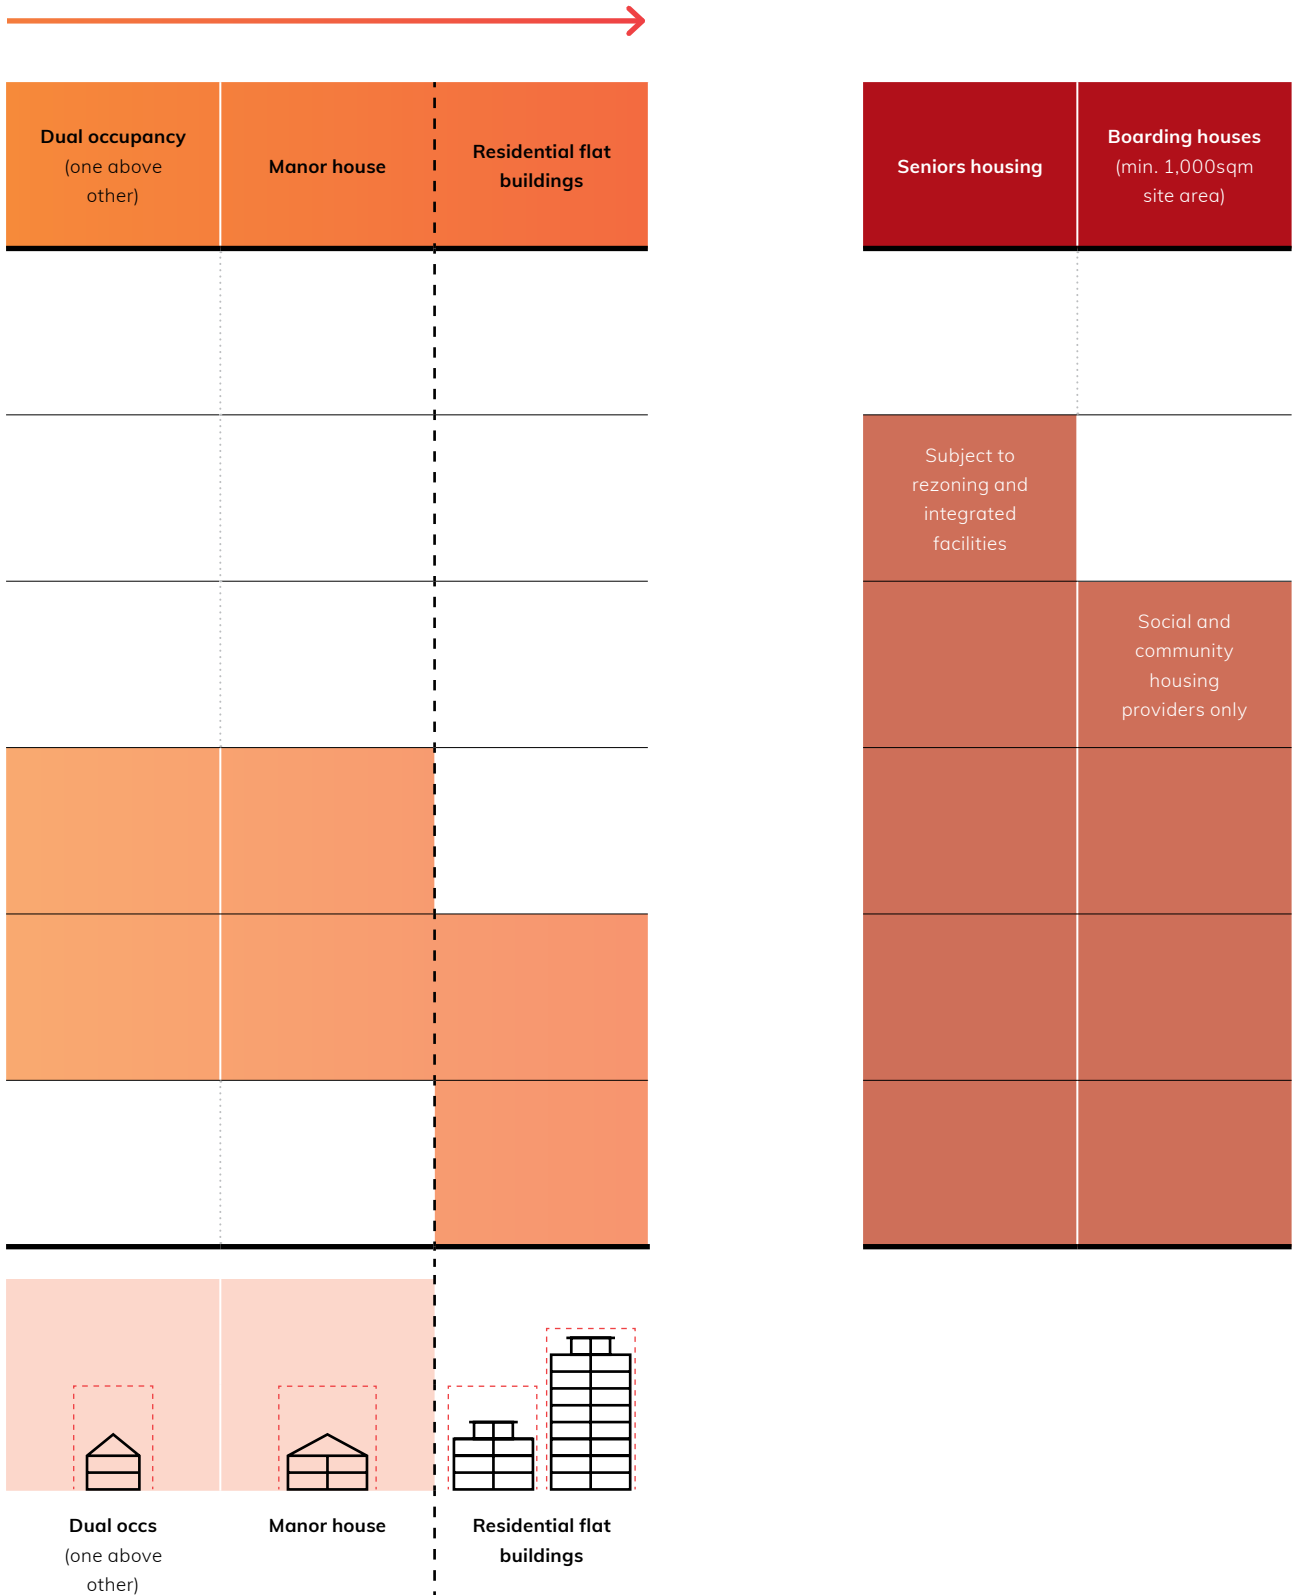 Dual occupancy
(one above
other)
Manor house
Residential flat
buildings
Seniors housing
Boarding houses
(min. 1,000sqm
site area)
Subject to
rezoning and
integrated
facilities
Social and
community
housing
providers only
Dual occs
(one above
other)
Manor house
Residential flat
buildings